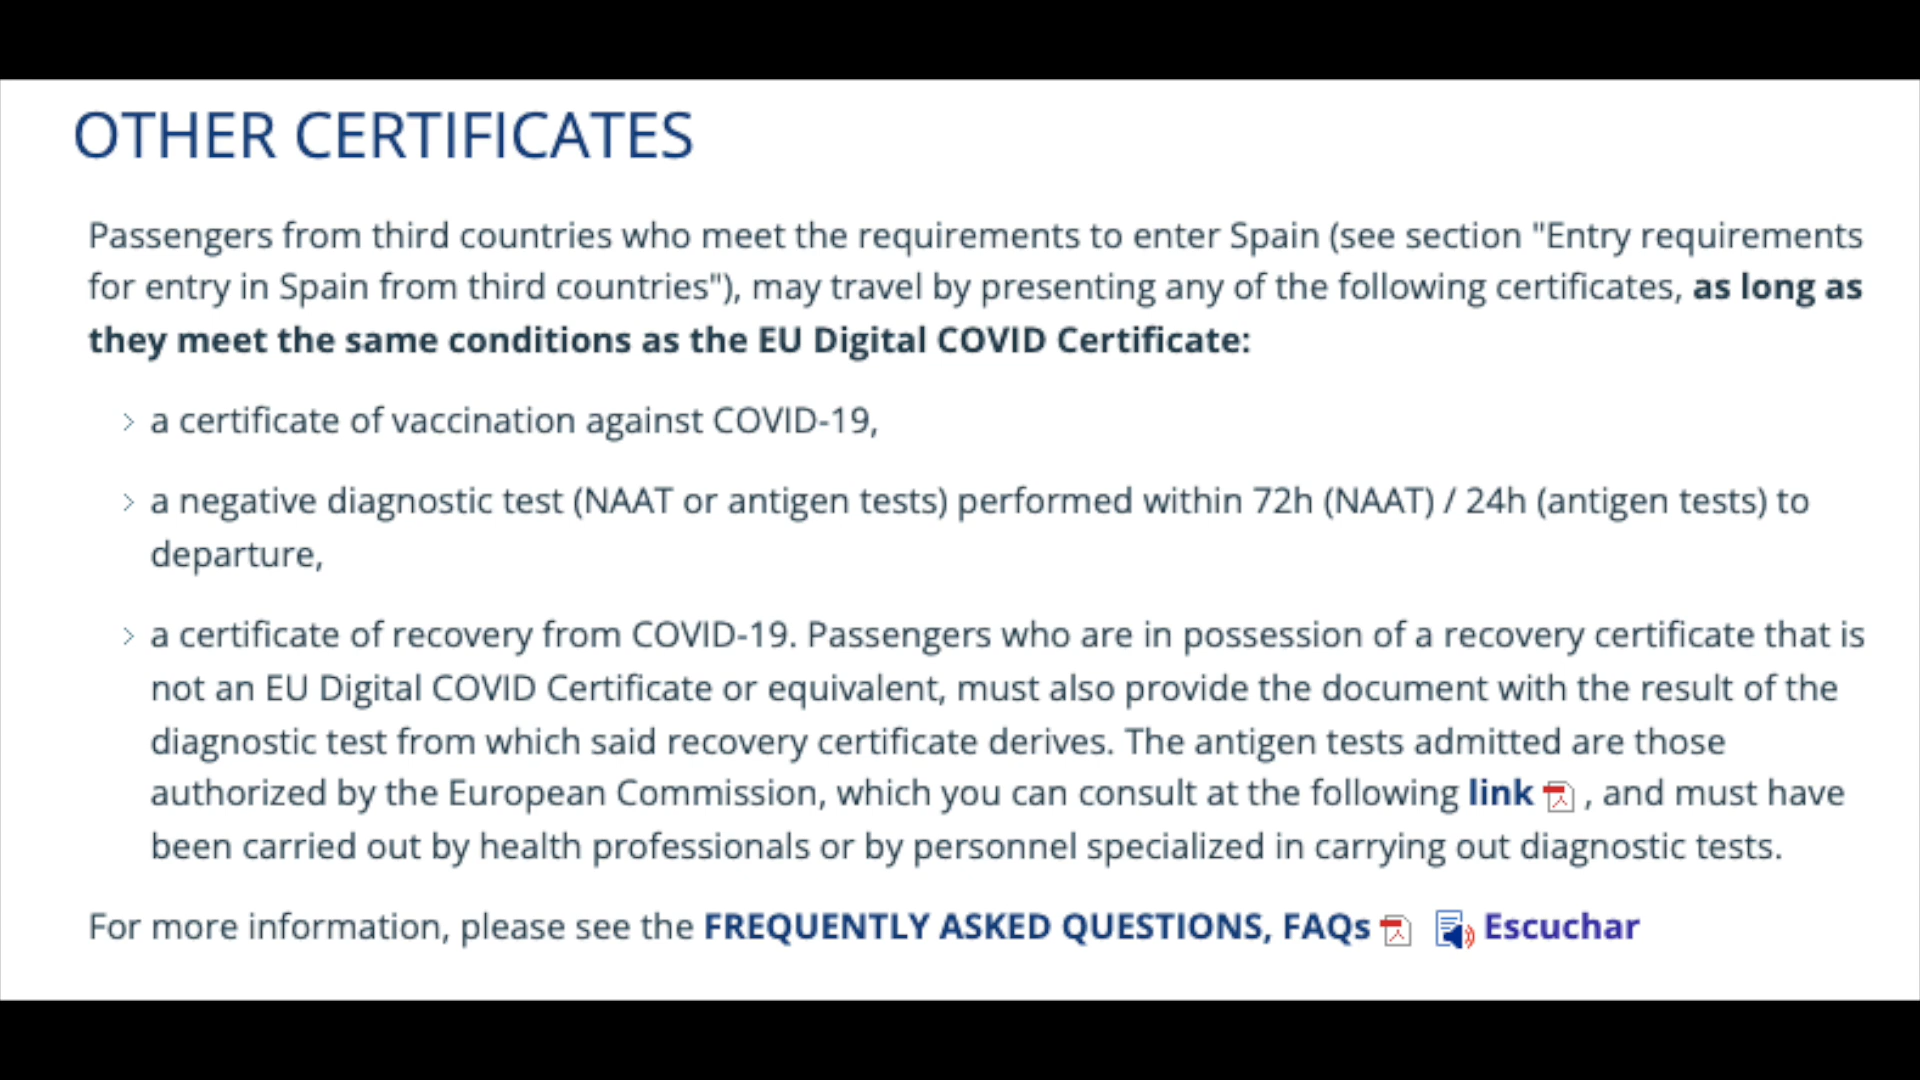 OTHER CERTIFICATES
Passengers from third countries who meet the requirements to enter Spain (see section "Entry requirements
for entry in Spain from third countries"), may travel by presenting any of the following certificates, as long as
they meet the same conditions as the EU Digital COVID Certificate:
a certificate of vaccination against COVID-19,
a negative diagnostic test (NAAT or antigen tests) performed within 72h (NAAT) / 24h (antigen tests) to
departure,
a certificate of recovery from COVID-19. Passengers who are in possession of a recovery certificate that is
not an EU Digital COVID Certificate or equivalent, must also provide the document with the result of the
diagnostic test from which said recovery certificate derives. The antigen tests admitted are those
authorized by the European Commission, which you can consult at the following link , and must have
been carried out by health professionals or by personnel specialized in carrying out diagnostic tests.
For more information, please see the FREQUENTLY ASKED QUESTIONS, FAQs Escuchar